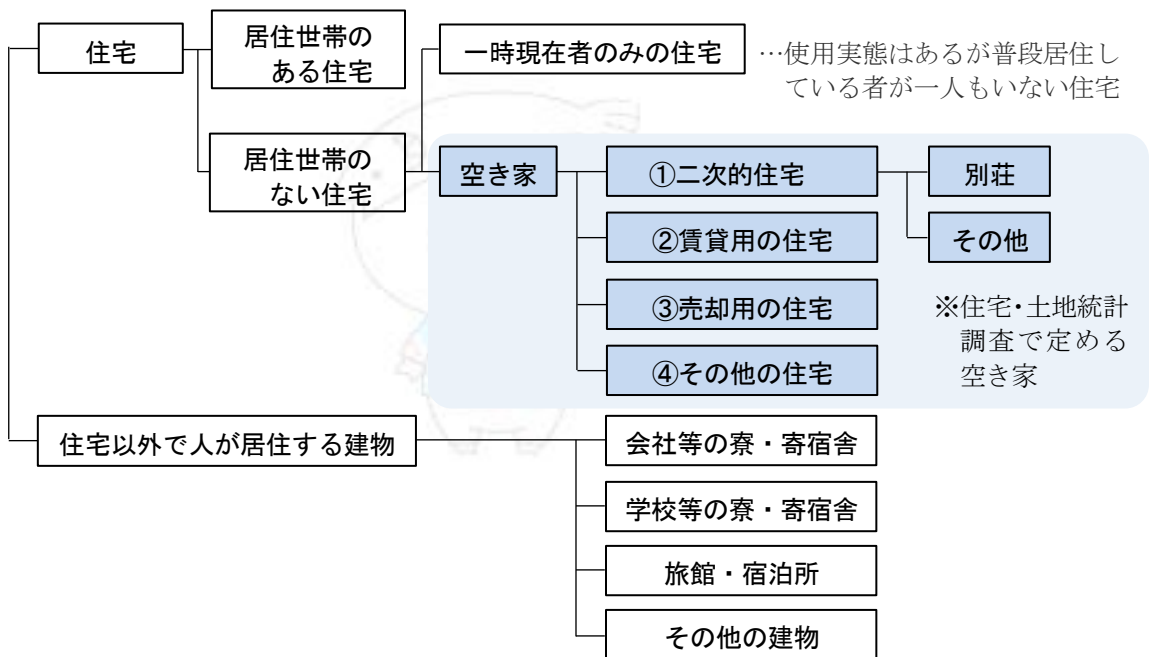 住宅
居住世帯の
ある住宅
一時現在者のみの住宅
…使用実態はあるが普段居住し
ている者が一人もいない住宅
居住世帯の
ない住宅
空き家
①二次的住宅
別荘
その他
②賃貸用の住宅
③売却用の住宅
④その他の住宅
※住宅・土地統計
調査で定める
空き家
住宅以外で人が居住する建物
会社等の寮・寄宿舎
学校等の寮・寄宿舎
旅館・宿泊所
その他の建物